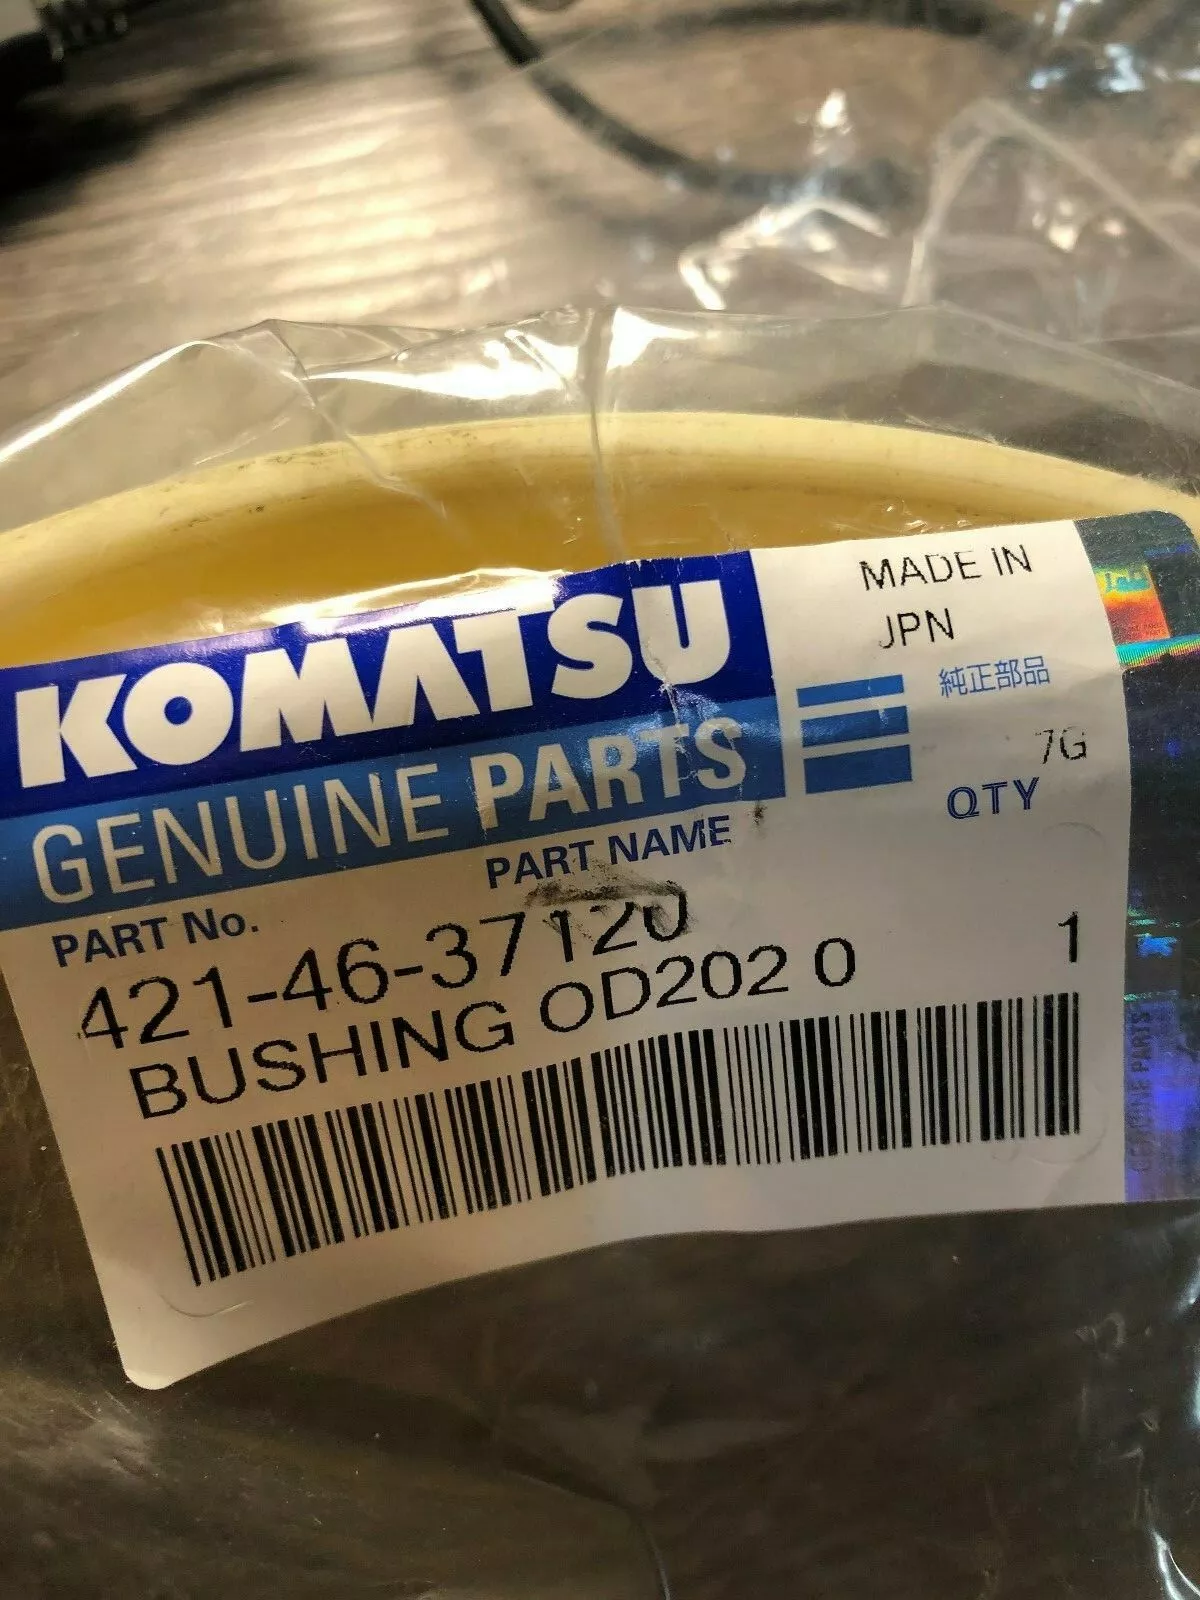 MADE IN
JPN
KOMATSU
純正部品
GENUINE PARTS
7G
PART NAME
QTY
PART No.
421-46-37120
1
BUSHING OD202 0
GENUINE PARTS